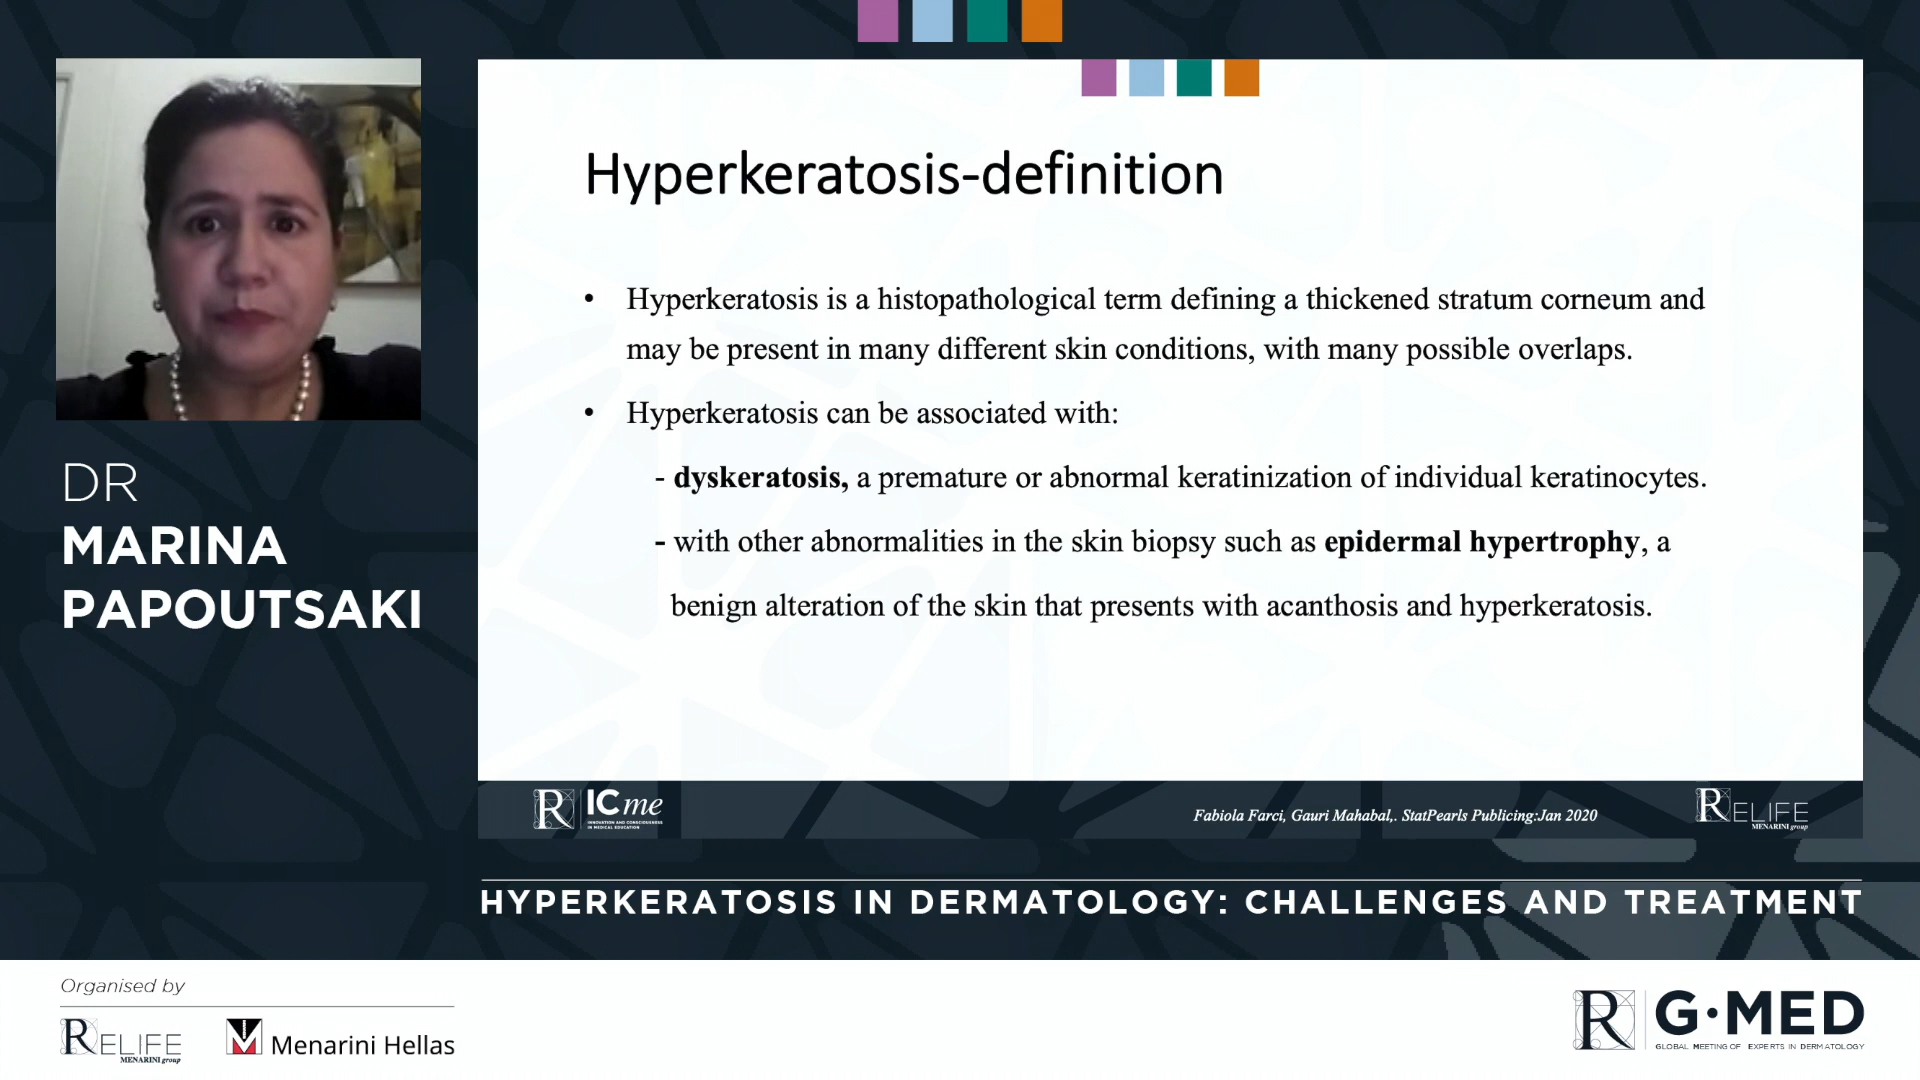 DR
MARINA
PAPOUTSAKI
Hyperkeratosis-definition
• Hyperkeratosis is a histopathological term defining a thickened stratum corneum and
may be present in many different skin conditions, with many possible overlaps.
• Hyperkeratosis can be associated with:
- dyskeratosis, a premature or abnormal keratinization of individual keratinocytes.
- with other abnormalities in the skin biopsy such as epidermal hypertrophy, a
benign alteration of the skin that presents with acanthosis and hyperkeratosis.
R ICme
INNOVATION AND CONSCIOUSNESS
IN MEDICAL EDUCATION
Fabiola Farci, Gauri Mahabal,. StatPearls Publicing:Jan 2020
RELIFE
MENARINI group
HYPERKERATOSIS IN DERMATOLOGY: CHALLENGES AND TREATMENT
Organised by
RELIFE
MENARINI group
Menarini Hellas
R G·MED
GLOBAL MEETING OF EXPERTS IN DERMATOLOGY